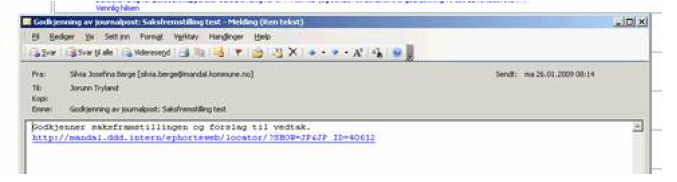 Vennlig hilsen
Godkjenning av journalpost: Saksfremstilling test - Melding (Ren tekst)
Fil Rediger Vis Sett inn Format Verktøy Handlinger Hjelp
Svar Svar til alle Videresend
Fra: Silvia Josefina Berge [silvia.berge@mandal.kommune.no] Sendt: ma 26.01.2009 08:14
Til: Jorunn Tryland
Kopi:
Emne: Godkjenning av journalpost: Saksfremstilling test
Godkjenner saksframstillingen og forslag til vedtak.
http://mandal.ddd.intern/ephorteweb/locator/?SHOW=JP&JP_ID=40612